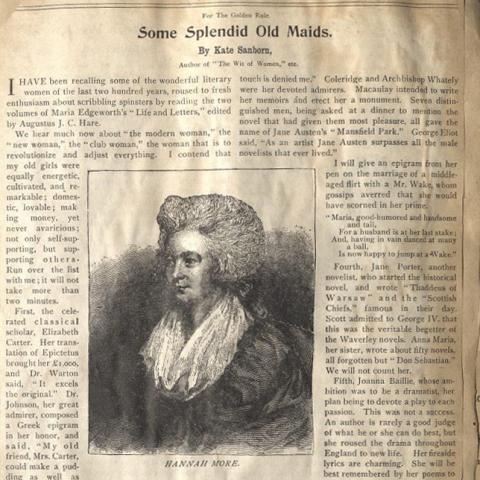 For The Golden Rule.
Some Splendid Old Maids.
By Kate Sanborn,
Author of "The Wit of Women," etc.
I HAVE been recalling some of the wonderful literary
women of the last two hundred years, roused to fresh
enthusiasm about scribbling spinsters by reading the two
volumes of Maria Edgeworth's "Life and Letters," edited
by Augustus J. C. Hare.
We hear much now about "the modern woman," the
"new woman," the "club woman," the woman that is to
revolutionize and adjust everything. I contend that
my old girls were
equally energetic,
cultivated, and re-
markable; domes-
tic, lovable; mak-
ing money, yet
never avaricious;
not only self-sup-
porting, but sup-
porting others.
Run over the list
with me; it will not
take more than
two minutes.
First, the cele-
rated classical
scholar, Elizabeth
Carter. Her trans-
lation of Epictetus
brought her £1,000,
and Dr. Warton
said, "It excels
the original." Dr.
Johnson, her great
admirer, composed
a Greek epigram
in her honor, and
said, "My old
friend, Mrs. Carter,
could make a pud-
ding as well as
HANNAH MORE.
touch is denied me." Coleridge and Archbishop Whately
were her devoted admirers. Macaulay intended to write
her memoirs and erect her a monument. Seven distin-
guished men, being asked at a dinner to mention the
novel that had given them most pleasure, all gave the
name of Jane Austen's "Mansfield Park." George Eliot
said, "As an artist Jane Austen surpasses all the male
novelists that ever lived."
I will give an epigram from her
pen on the marriage of a middle-
aged flirt with a Mr. Wake, whom
gossips averred that she would
have scorned in her prime.
"Maria, good-humored and handsome
and tall,
For a husband is at her last stake;
And, having in vain danced at many
a ball,
Is now happy to jump at a Wake."
Fourth, Jane Porter, another
novelist, who started the historical
novel, and wrote "Thaddeus of
Warsaw" and the "Scottish
Chiefs," famous in their day.
Scott admitted to George IV. that
this was the veritable begetter of
the Waverley novels. Anna Maria,
her sister, wrote about fifty novels,
all forgotten but "Don Sebastian."
We will not count her.
Fifth, Joanna Baillie, whose am-
bition was to be a dramatist, her
plan being to devote a play to each
passion. This was not a success.
An author is rarely a good judge
of what he or she can do best, but
she roused the drama throughout
England to new life. Her fireside
lyrics are charming. She will be
best remembered by her poems to